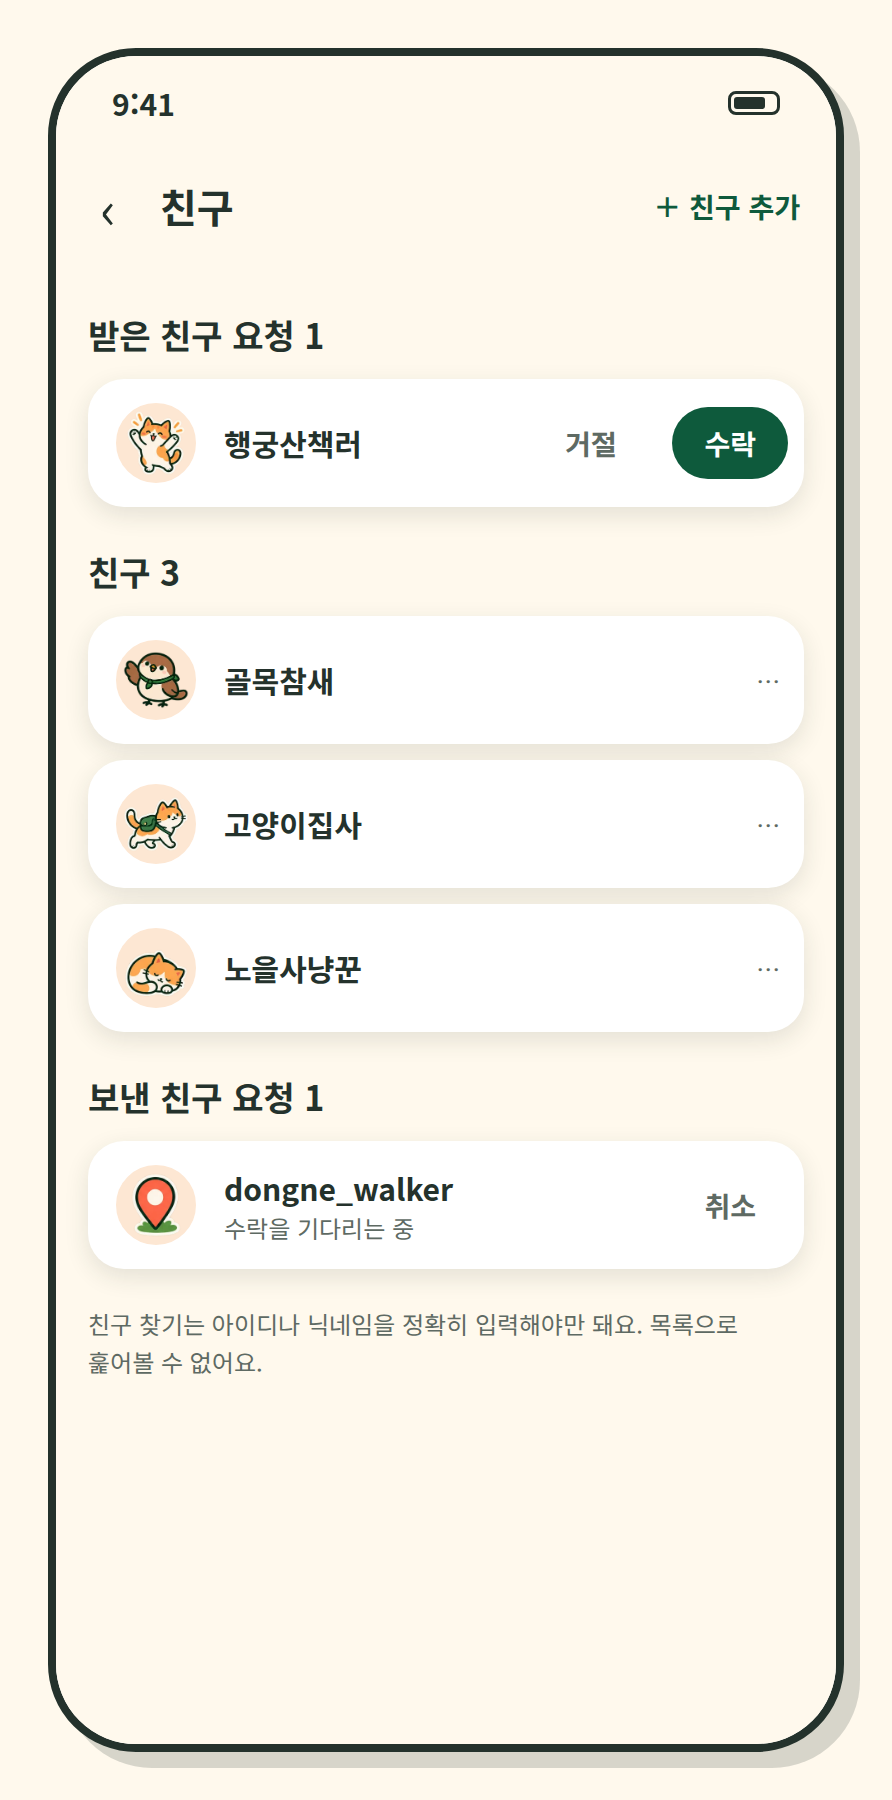 9:41
‹ 친구
+ 친구 추가
받은 친구 요청 1
행궁산책러
거절
수락
친구 3
골목참새
…
고양이집사
…
노을사냥꾼
…
보낸 친구 요청 1
dongne_walker
수락을 기다리는 중
취소
친구 찾기는 아이디나 닉네임을 정확히 입력해야만 돼요. 목록으로
훑어볼 수 없어요.